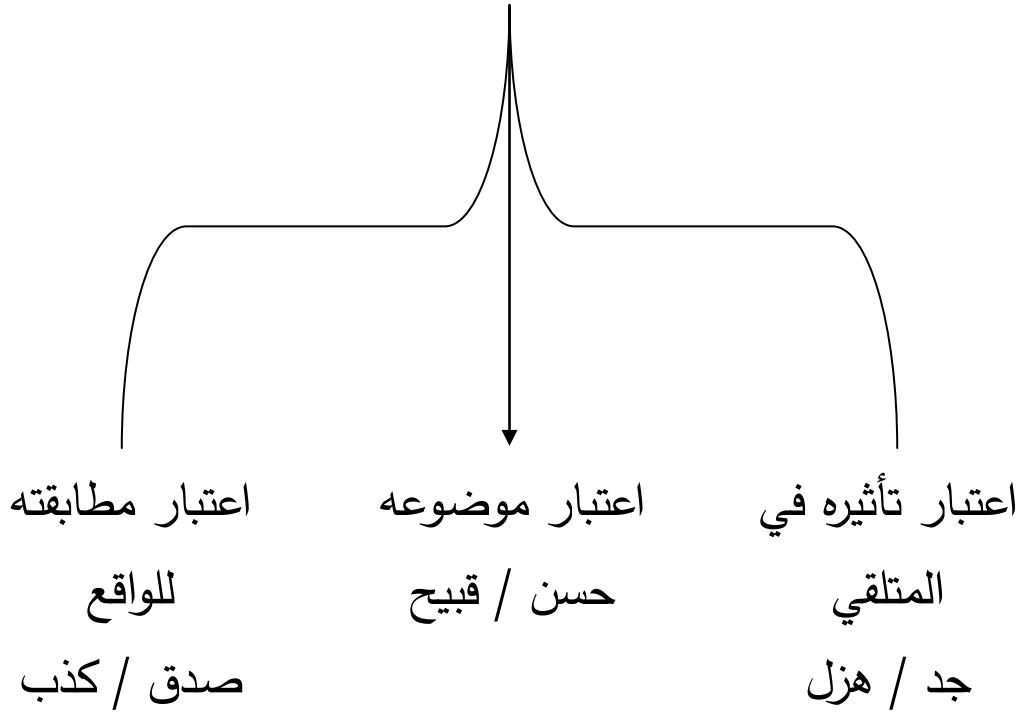 اعتبار تأثيره في
المتلقي
جد / هزل
اعتبار موضوعه
حسن / قبيح
اعتبار مطابقته
للواقع
صدق / كذب